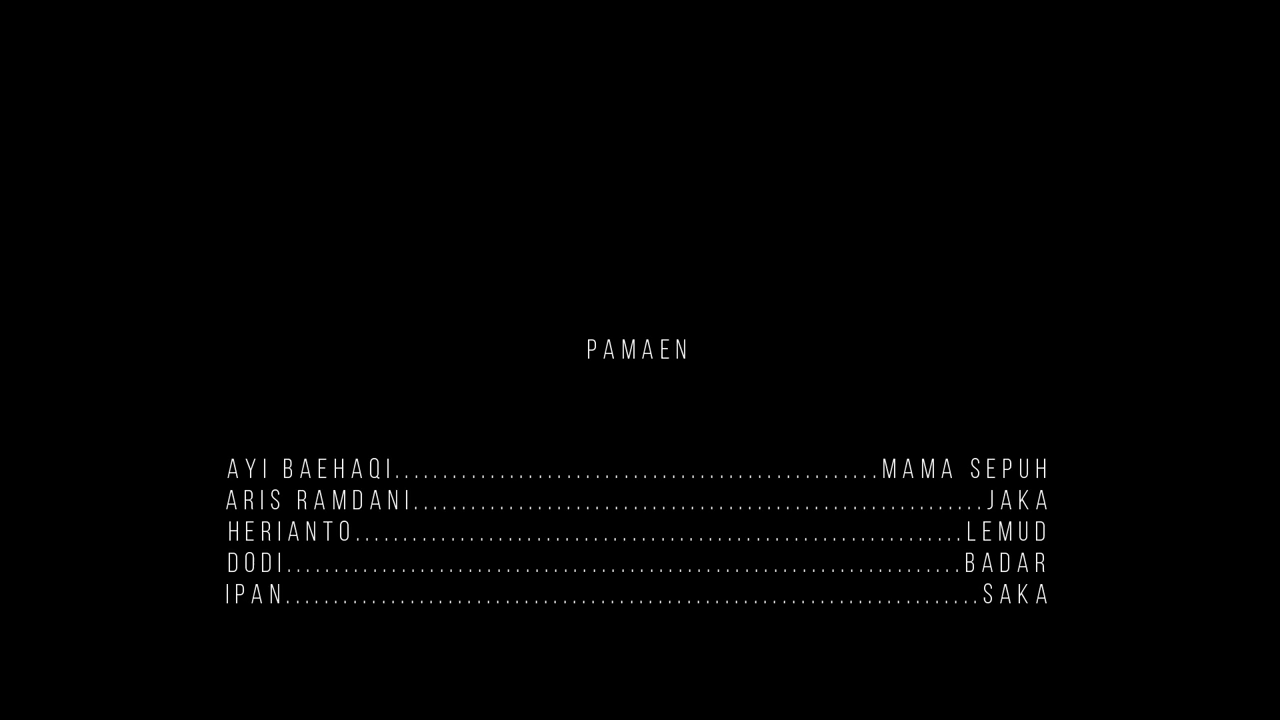 PAMAEN
AYI BAEHAQI...................................................MAMA SEPUH
ARIS RAMDANI............................................................JAKA
HERIANTO................................................................LEMUD
DODI.......................................................................BADAR
IPAN.........................................................................SAKA